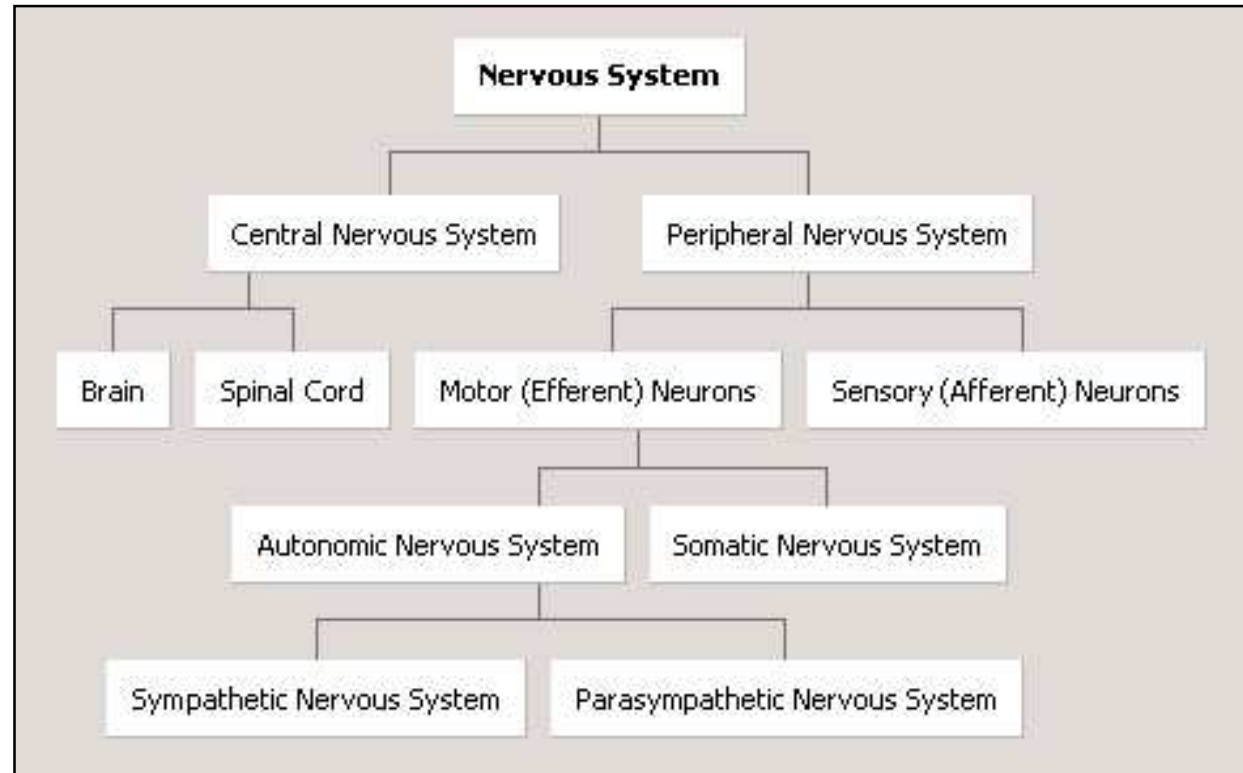 Nervous System
Central Nervous System
Peripheral Nervous System
Brain
Spinal Cord
Motor (Efferent) Neurons
Sensory (Afferent) Neurons
Autonomic Nervous System
Somatic Nervous System
Sympathetic Nervous System
Parasympathetic Nervous System